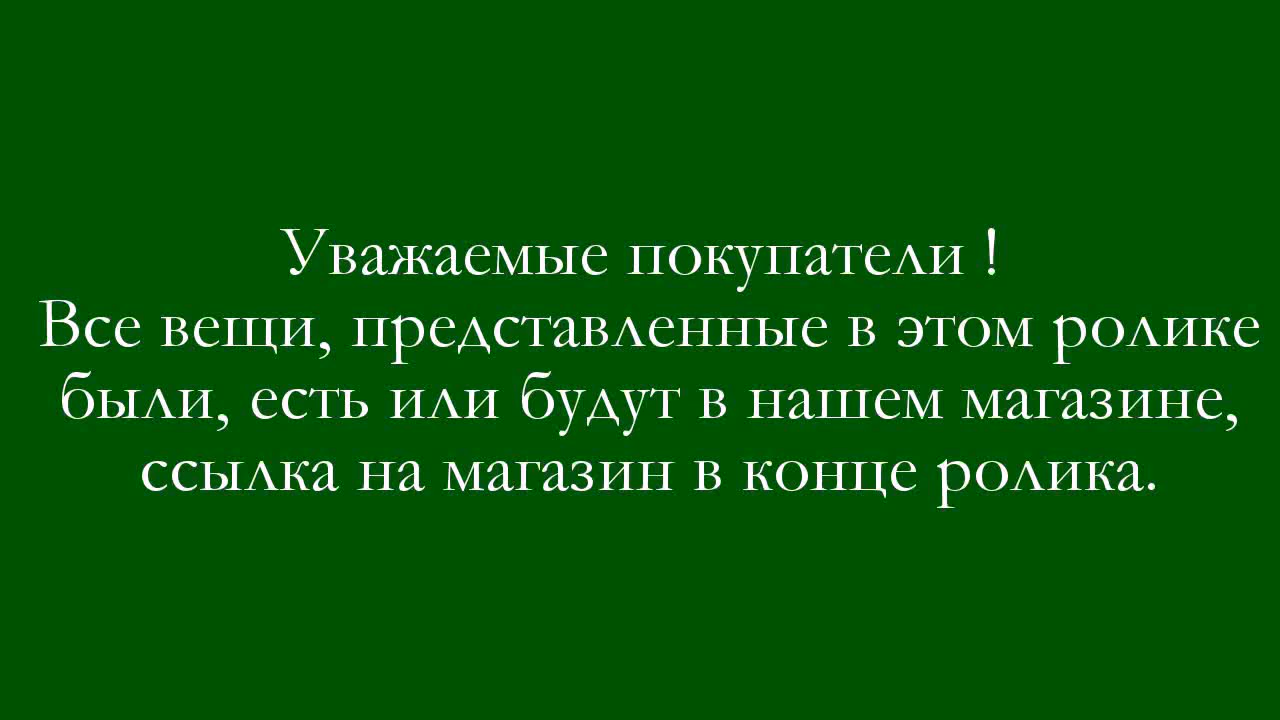 Уважаемые покупатели !
Все вещи, представленные в этом ролике
были, есть или будут в нашем магазине,
ссылка на магазин в конце ролика.